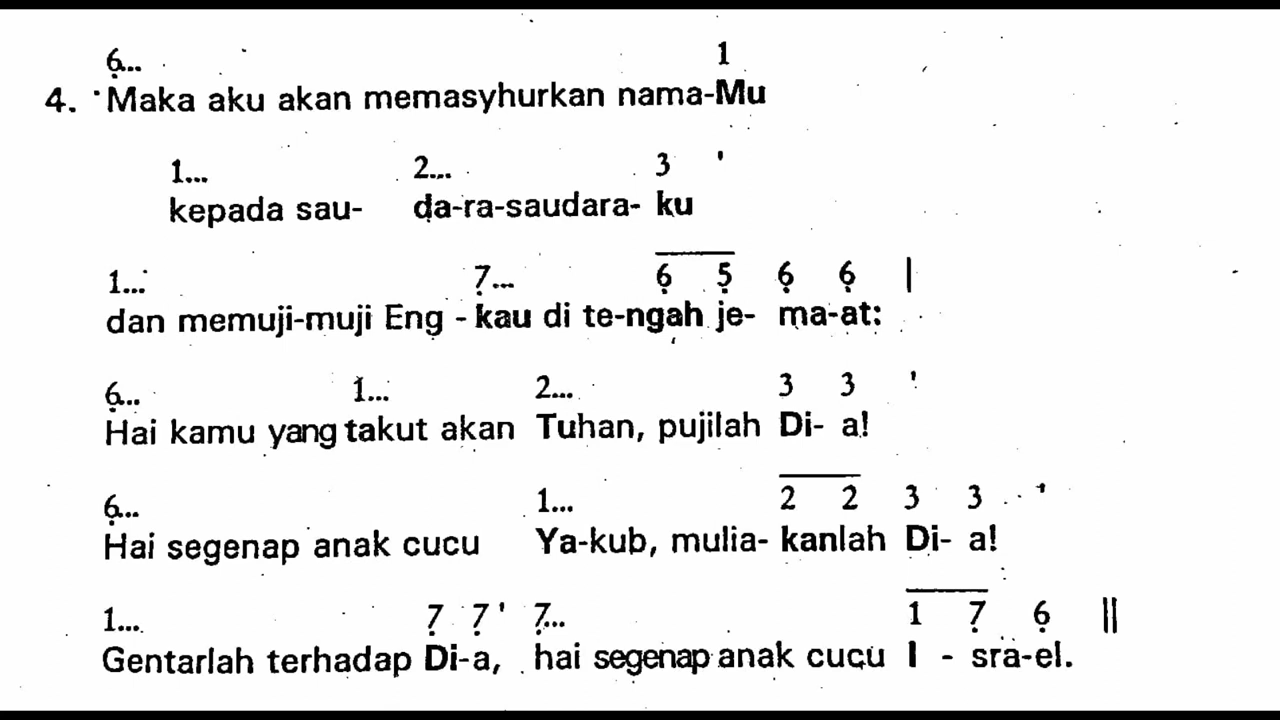 6̣... 1
4. Maka aku akan memasyhurkan nama-Mu
1... 2... 3 '
kepada sau- da-ra-saudara- ku
1... 7̣... 6̣ 5̣ 6̣ 6̣ |
dan memuji-muji Eng - kau di te-ngah je- ma-at:
6̣... 1... 2... 3 3 '
Hai kamu yang takut akan Tuhan, pujilah Di- a!
6̣... 1... 2 2 3 3 '
Hai segenap anak cucu Ya-kub, mulia- kanlah Di- a!
1... 7̣ 7̣ ' 7̣... 1 7̣ 6̣ ||
Gentarlah terhadap Di-a, hai segenap anak cucu I - sra-el.